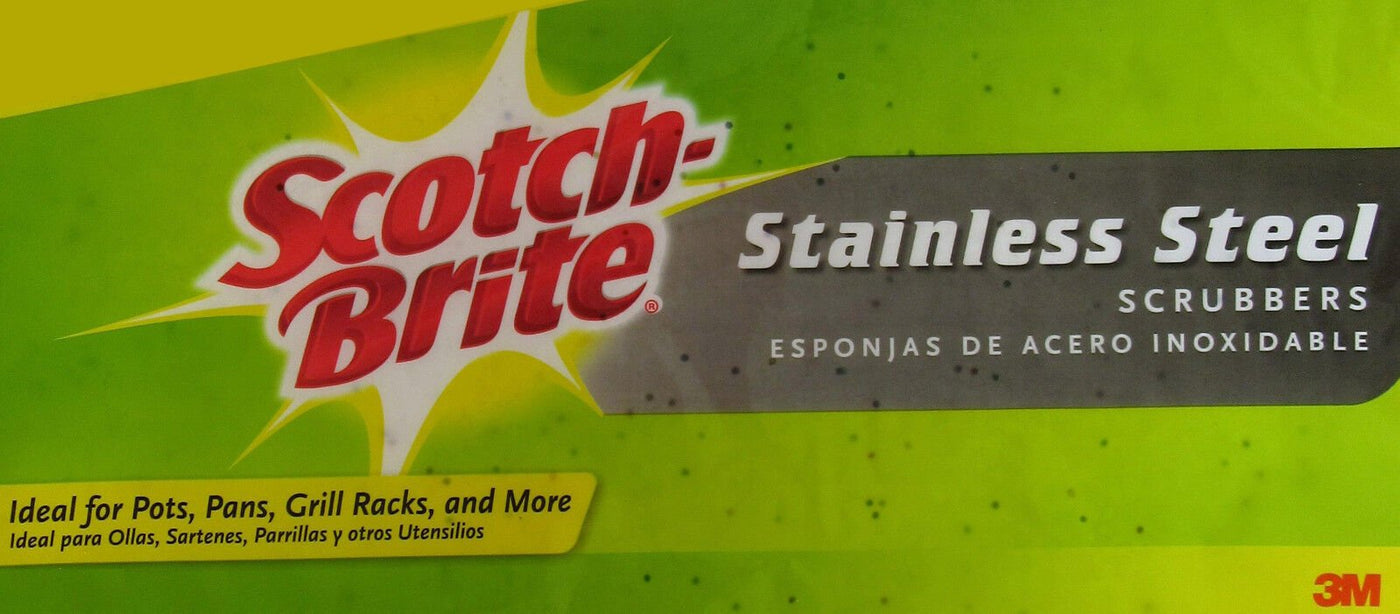 Scotch-
Brite®
Stainless Steel
SCRUBBERS
ESPONJAS DE ACERO INOXIDABLE
Ideal for Pots, Pans, Grill Racks, and More
Ideal para Ollas, Sartenes, Parrillas y otros Utensilios
3M